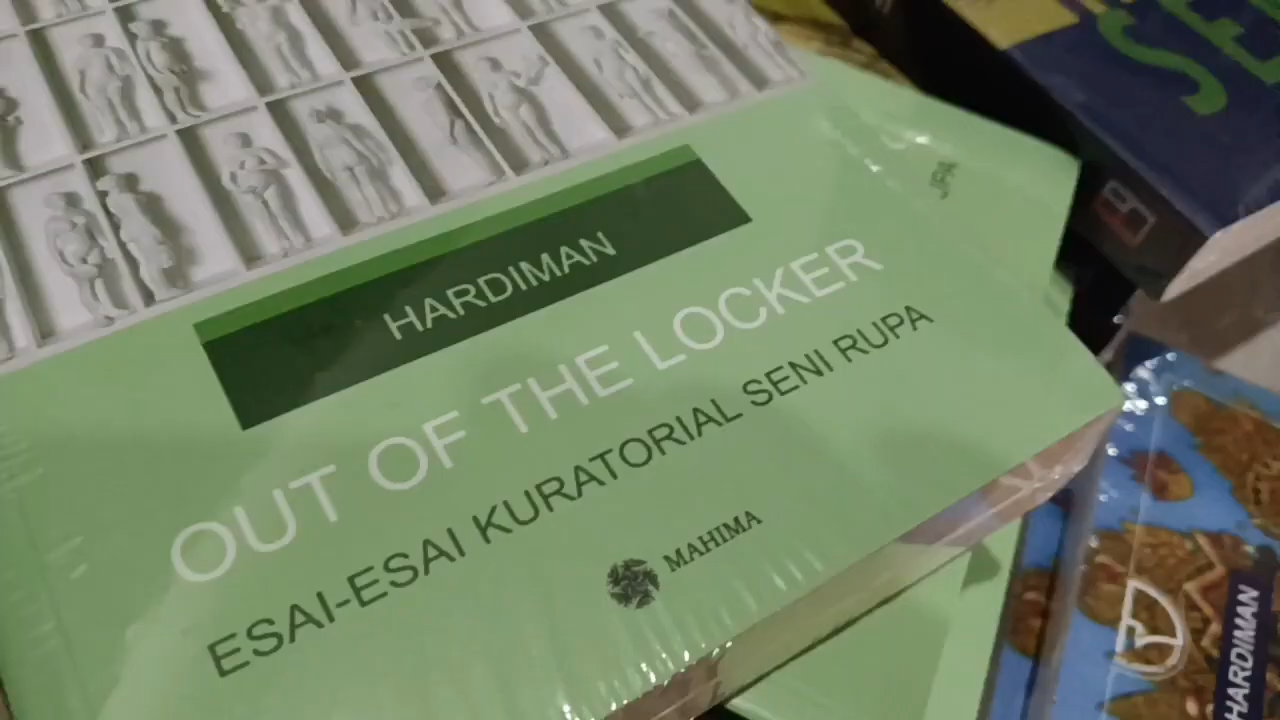 HARDIMAN
OUT OF THE LOCKER
ESAI-ESAI KURATORIAL SENI RUPA
MAHIMA
HARDIMAN